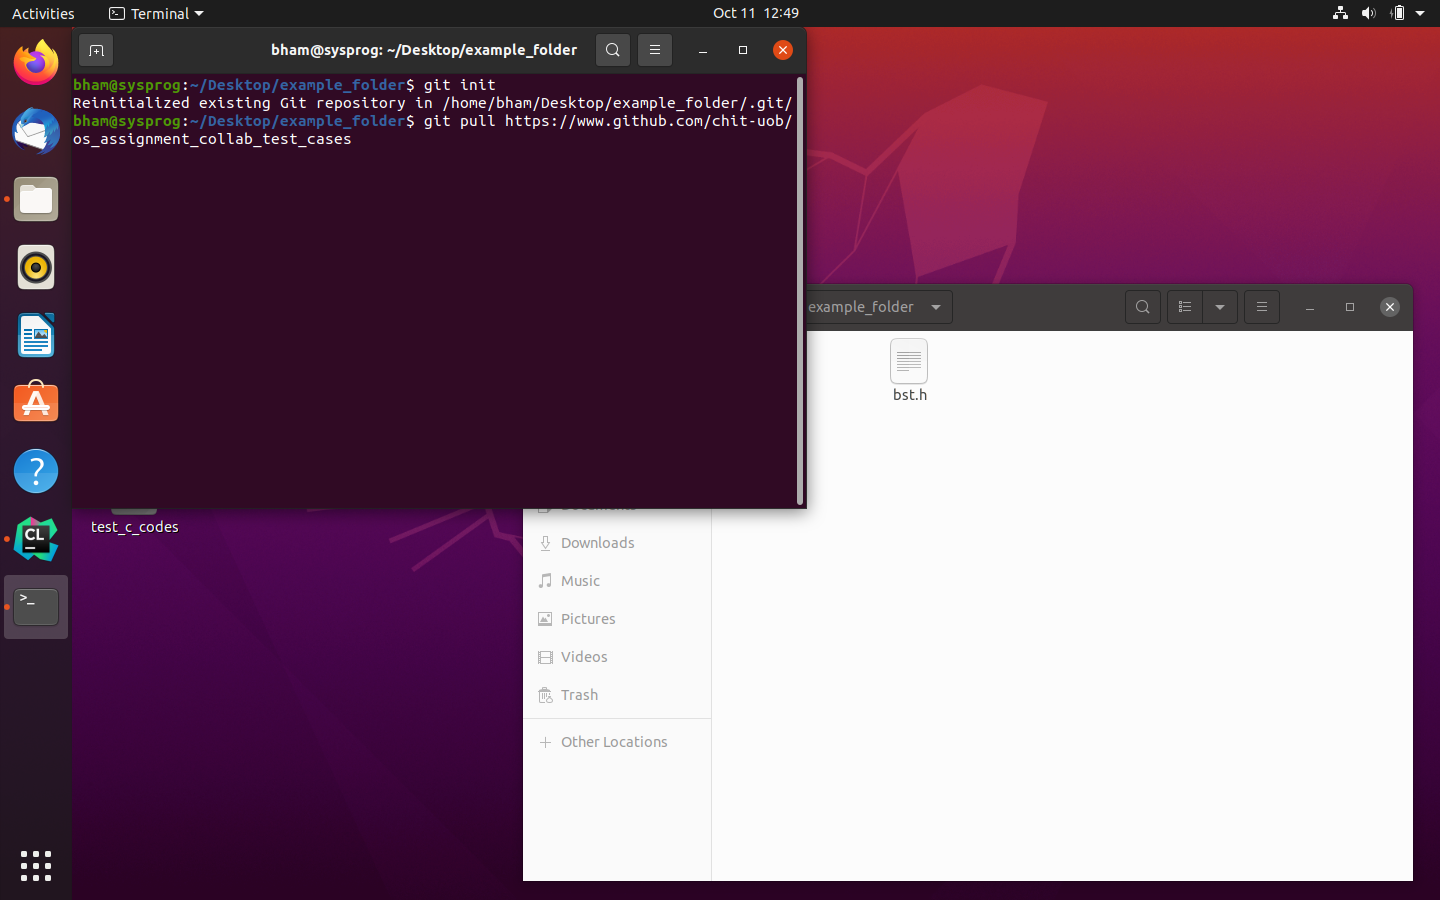 Activities
Terminal
Oct 11 12:49
bham@sysprog: ~/Desktop/example_folder
bham@sysprog:~/Desktop/example_folder$ git init
Reinitialized existing Git repository in /home/bham/Desktop/example_folder/.git/
bham@sysprog:~/Desktop/example_folder$ git pull https://www.github.com/chit-uob/
os_assignment_collab_test_cases
example_folder
bst.h
CL
>_
test_c_codes
Downloads
Music
Pictures
Videos
Trash
Other Locations